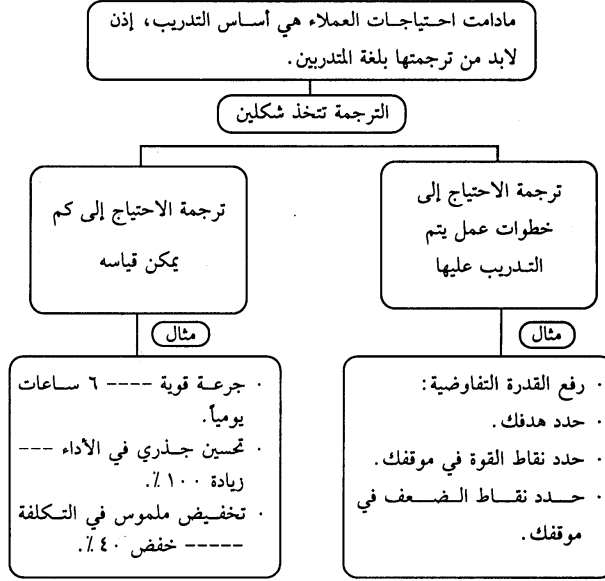 مادامت احتياجات العملاء هي أساس التدريب، إذن
لابد من ترجمتها بلغة المتدربين.
الترجمة تتخذ شكلين
ترجمة الاحتياج إلى
خطوات عمل يتم
التدريب عليها
مثال
· رفع القدرة التفاوضية:
· حدد هدفك.
· حدد نقاط القوة في موقفك.
· حدد نقاط الضعف في
موقفك.
ترجمة الاحتياج إلى كم
يمكن قياسه
مثال
· جرعة قوية ---- ٦ ساعات
يومياً.
· تحسين جذري في الأداء ---
زيادة ١٠٠ ٪.
· تخفيض ملموس في التكلفة
----- خفض ٤٠ ٪.